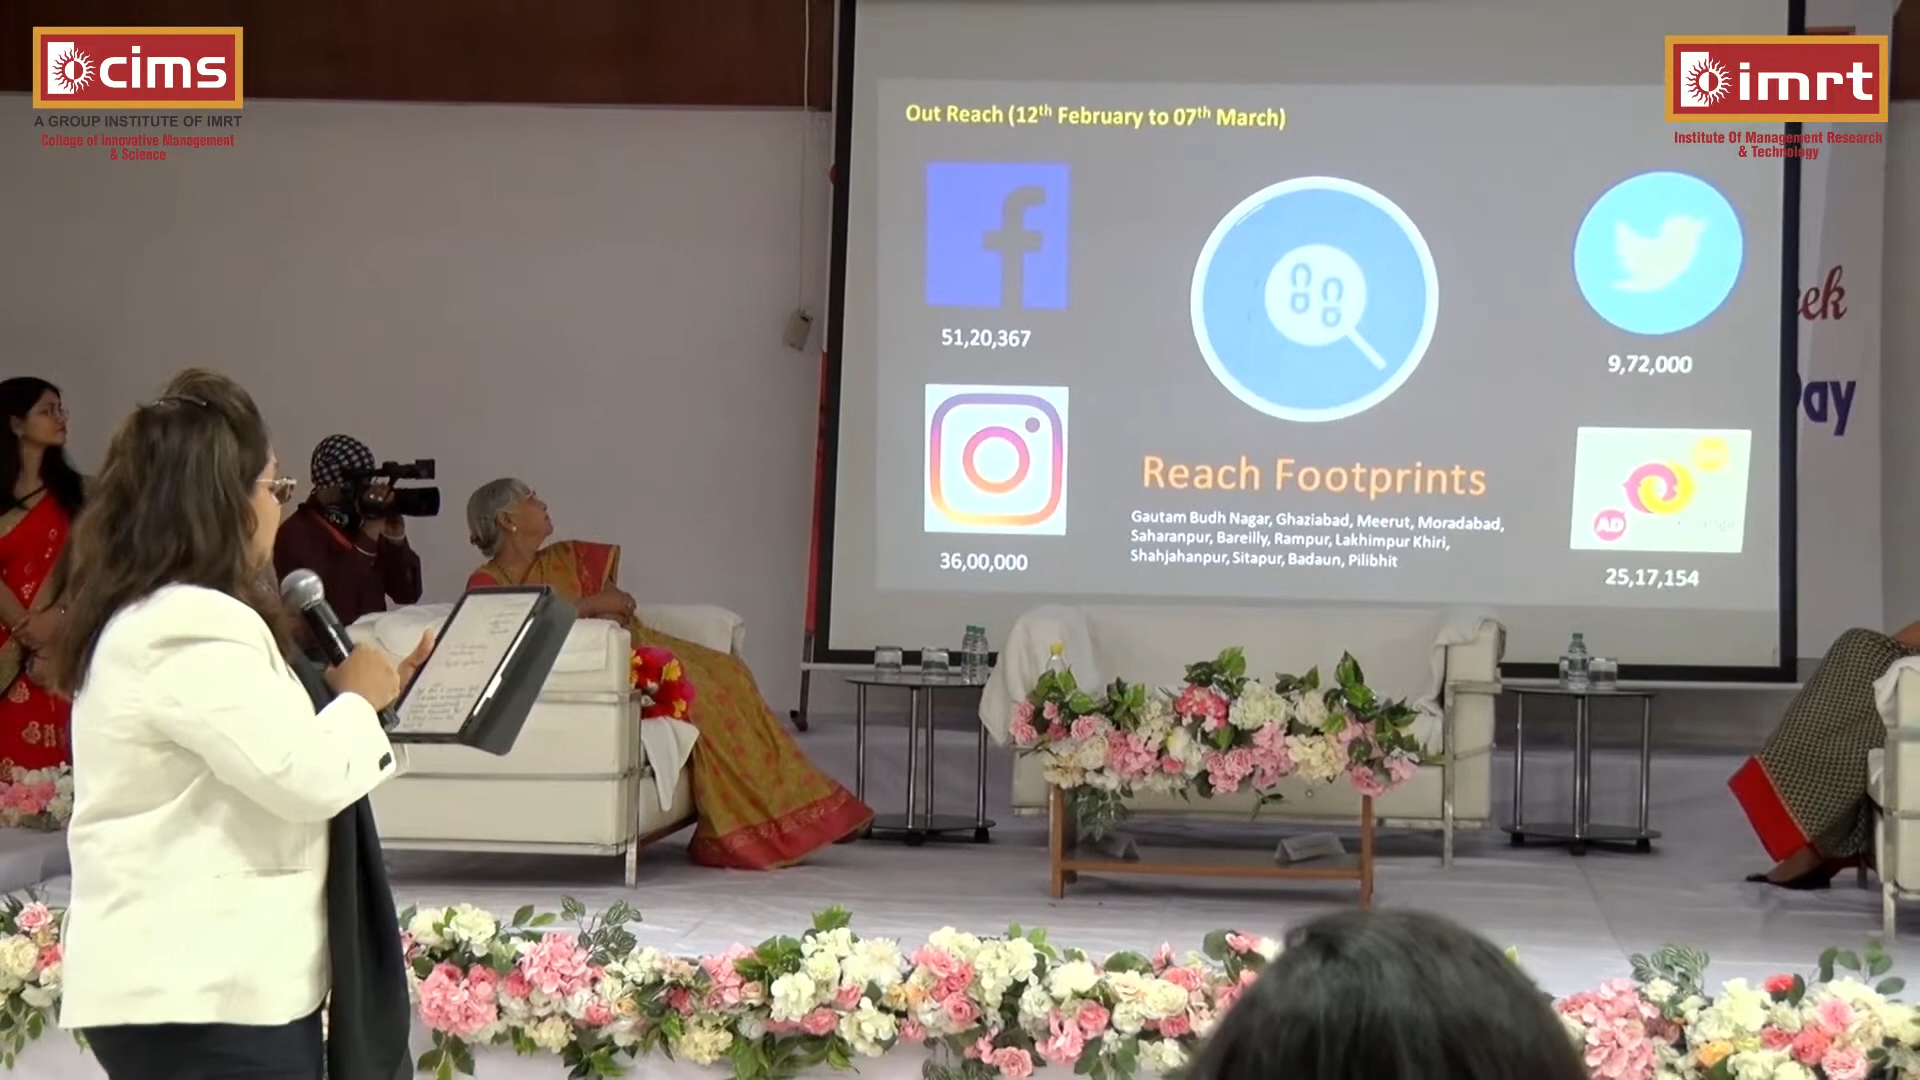 cims
A GROUP INSTITUTE OF IMRT
College of Innovative Management
& Science
imrt
Institute Of Management Research
& Technology
Out Reach (12th February to 07th March)
51,20,367
9,72,000
36,00,000
25,17,154
Reach Footprints
Gautam Budh Nagar, Ghaziabad, Meerut, Moradabad,
Saharanpur, Bareilly, Rampur, Lakhimpur Khiri,
Shahjahanpur, Sitapur, Badaun, Pilibhit
AD
ek
Day